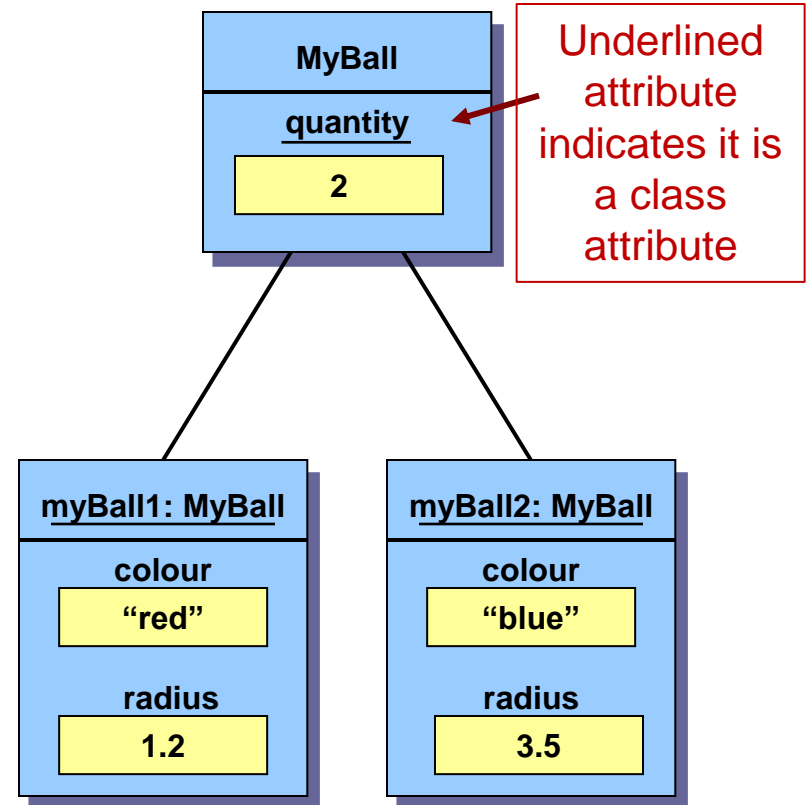 MyBall
quantity
2
Underlined
attribute
indicates it is
a class
attribute
myBall1: MyBall
colour
“red”
radius
1.2
myBall2: MyBall
colour
“blue”
radius
3.5